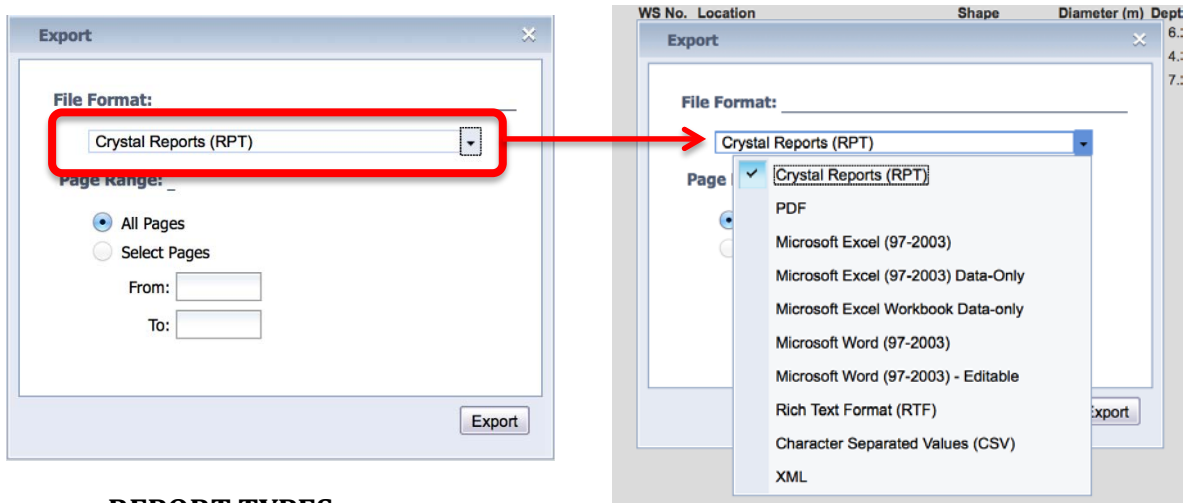 Export
File Format:
Crystal Reports (RPT)
Page Range:
All Pages
Select Pages
From:
To:
Export
WS No. Location Shape Diameter (m)
Export
File Format:
Crystal Reports (RPT)
Page
Crystal Reports (RPT)
PDF
Microsoft Excel (97-2003)
Microsoft Excel (97-2003) Data-Only
Microsoft Excel Workbook Data-only
Microsoft Word (97-2003)
Microsoft Word (97-2003) - Editable
Rich Text Format (RTF)
Character Separated Values (CSV)
XML
REPORT TYPES